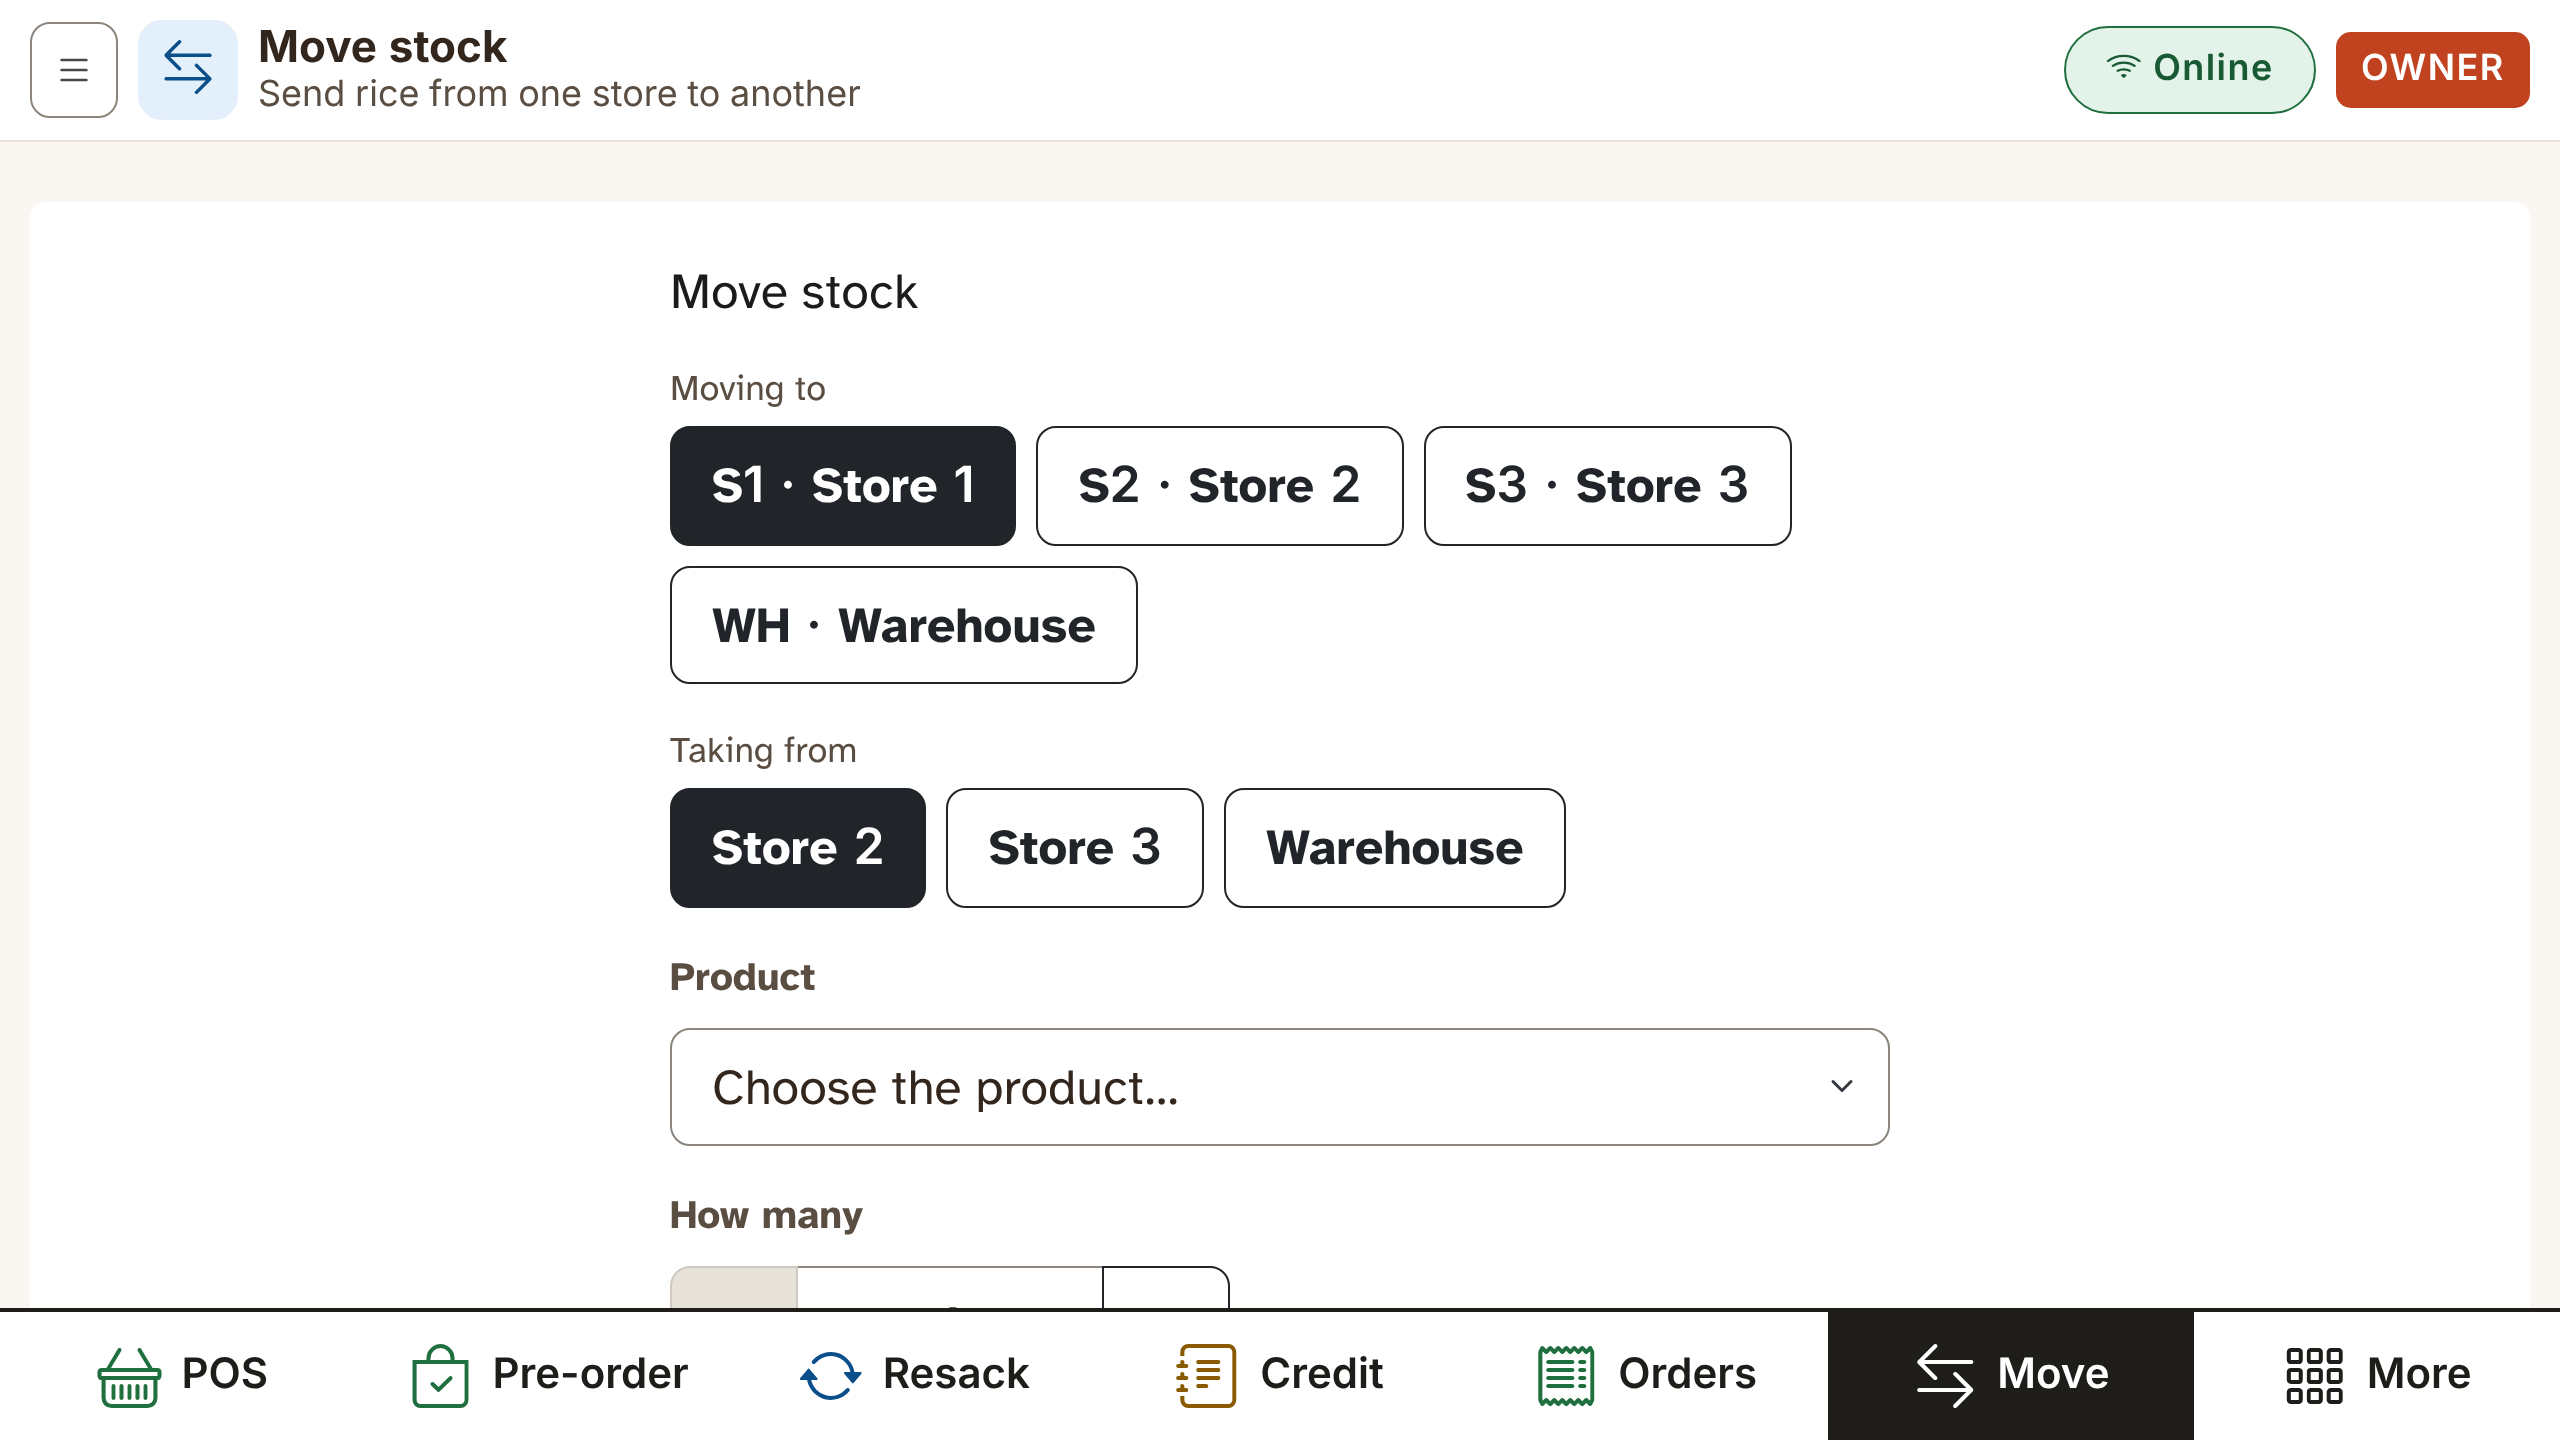 Move stock
Send rice from one store to another
Online
OWNER
Move stock
Moving to
S1 · Store 1
S2 · Store 2
S3 · Store 3
WH · Warehouse
Taking from
Store 2
Store 3
Warehouse
Product
Choose the product...
How many
POS
Pre-order
Resack
Credit
Orders
Move
More